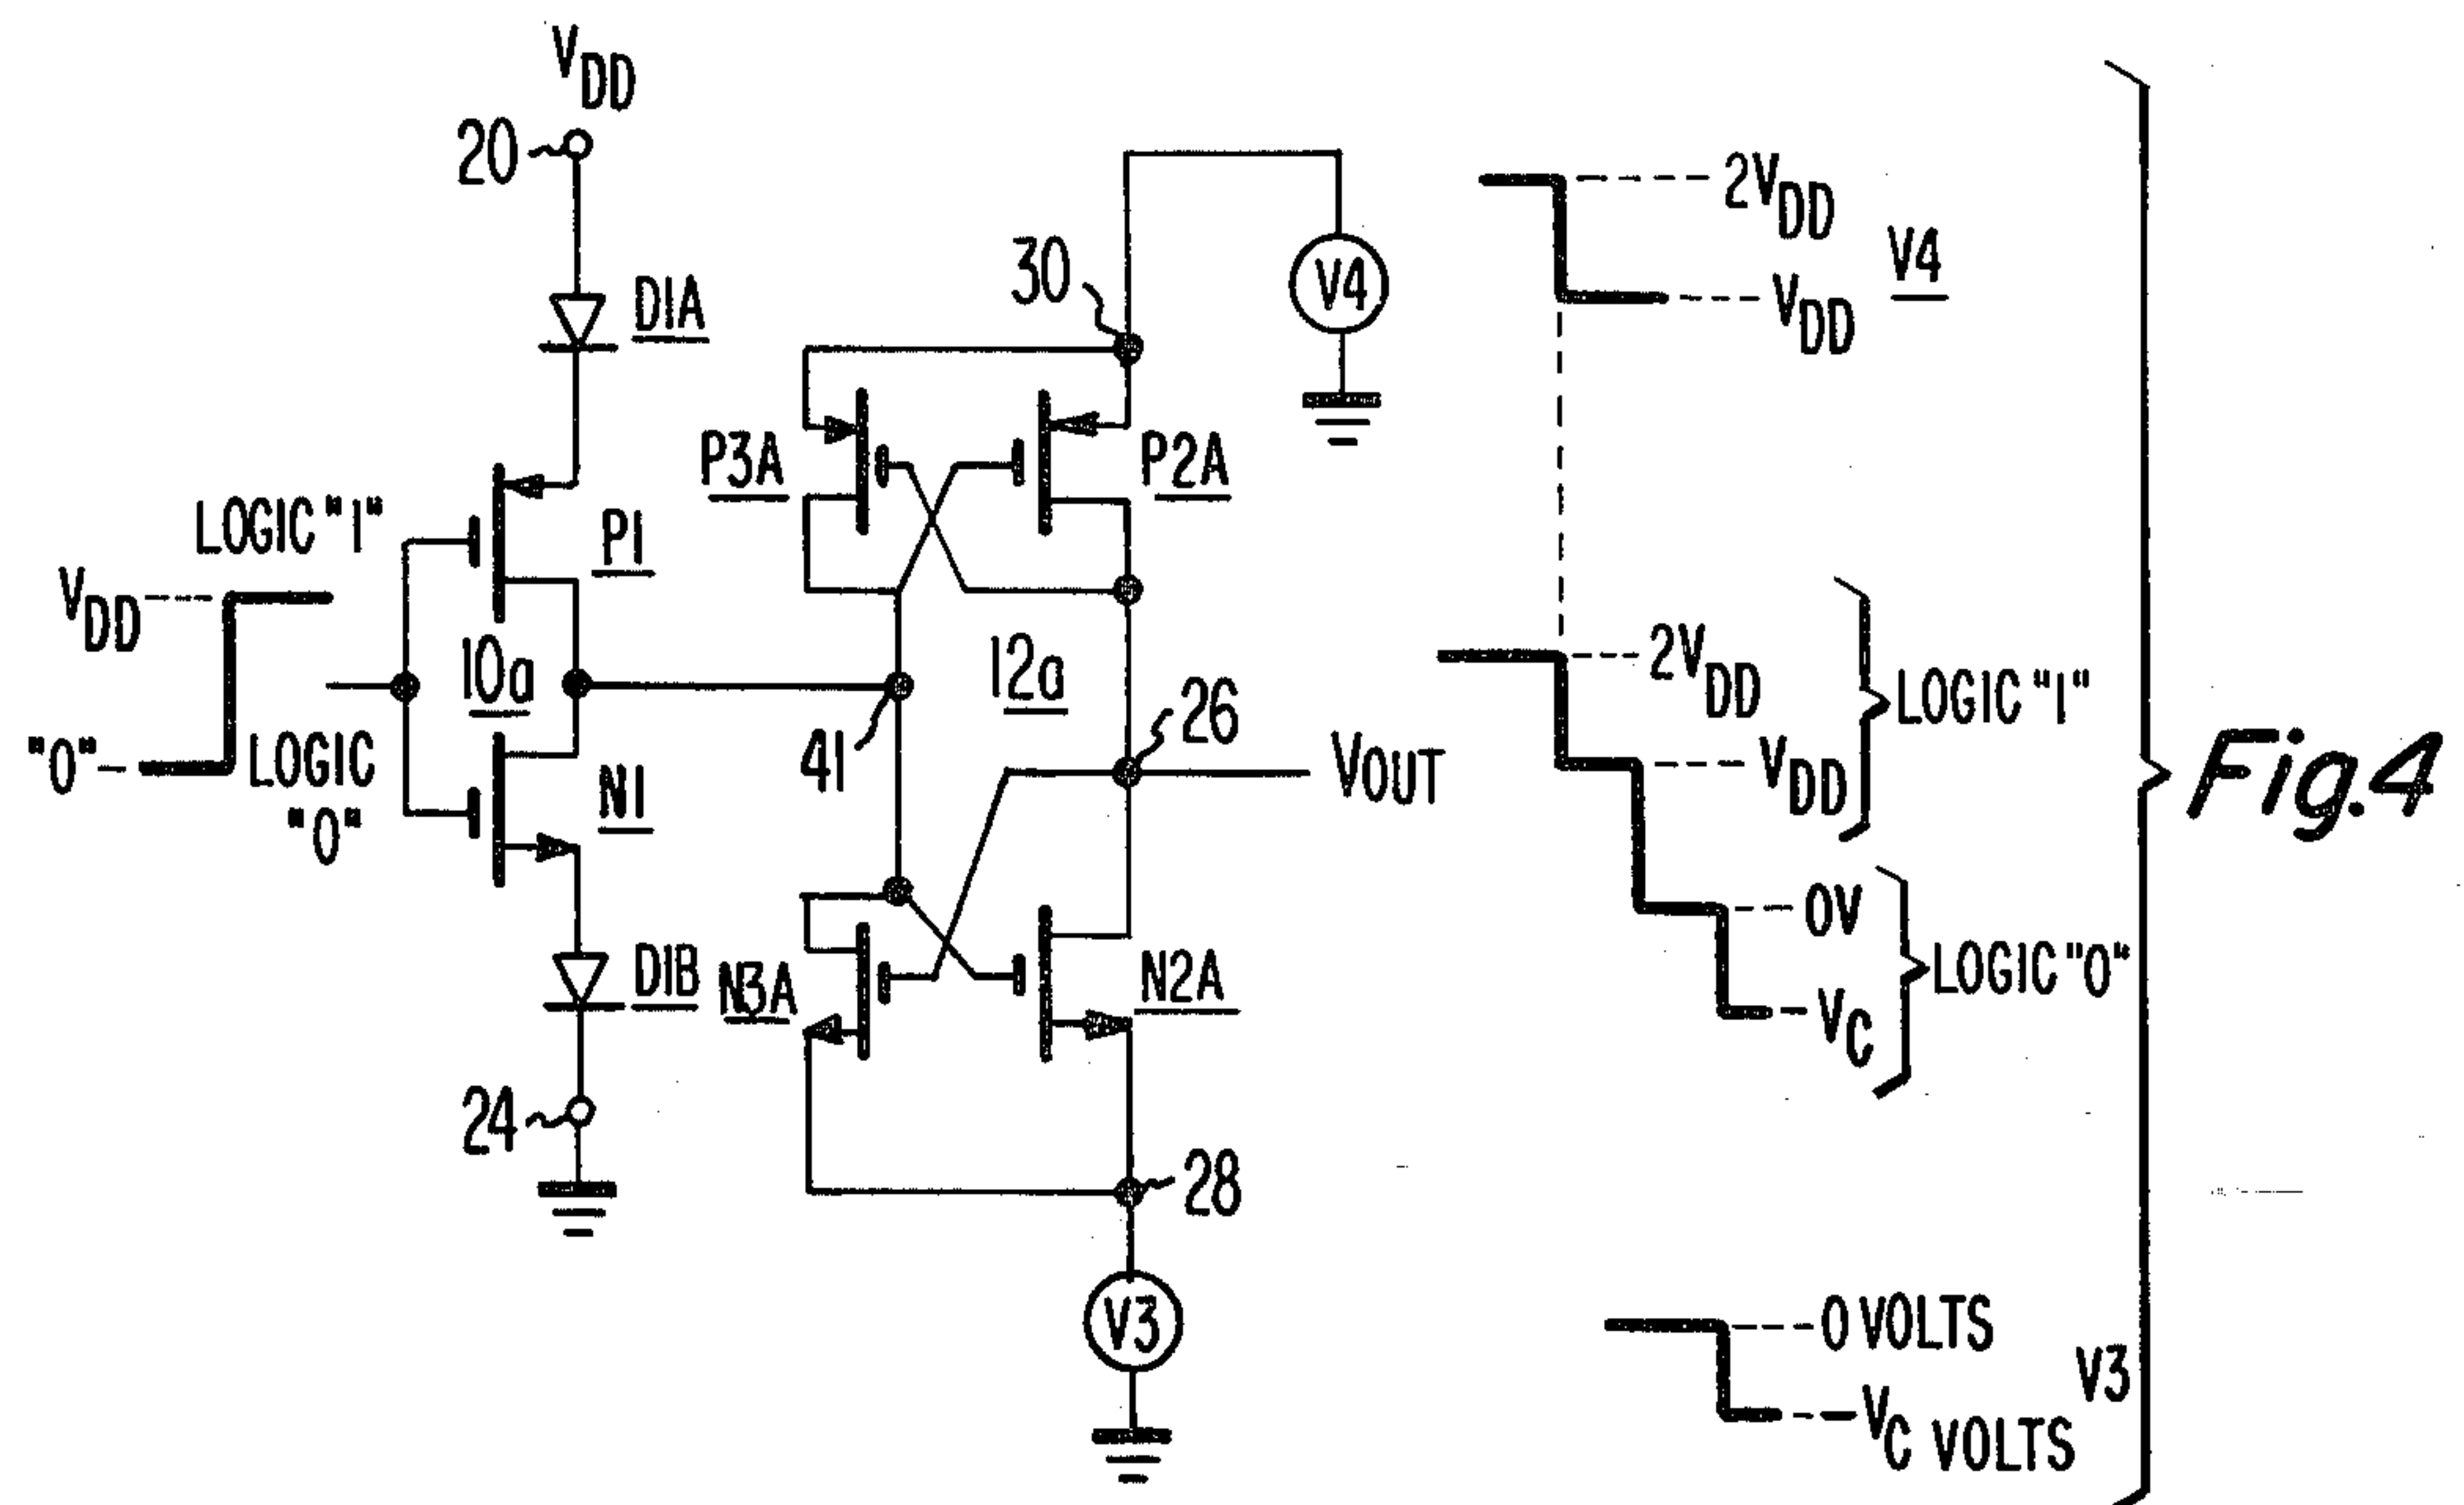 VDD
20
D1A
LOGIC "1"
P1
VDD
10a
"0"
LOGIC
"0"
N1
D1B
24
30
V4
P3A
P2A
12a
41
26
VOUT
N3A
N2A
28
V3
2VDD
V4
VDD
2VDD
LOGIC "1"
VDD
0V
LOGIC "0"
-VC
0 VOLTS
V3
-VC VOLTS
Fig.4